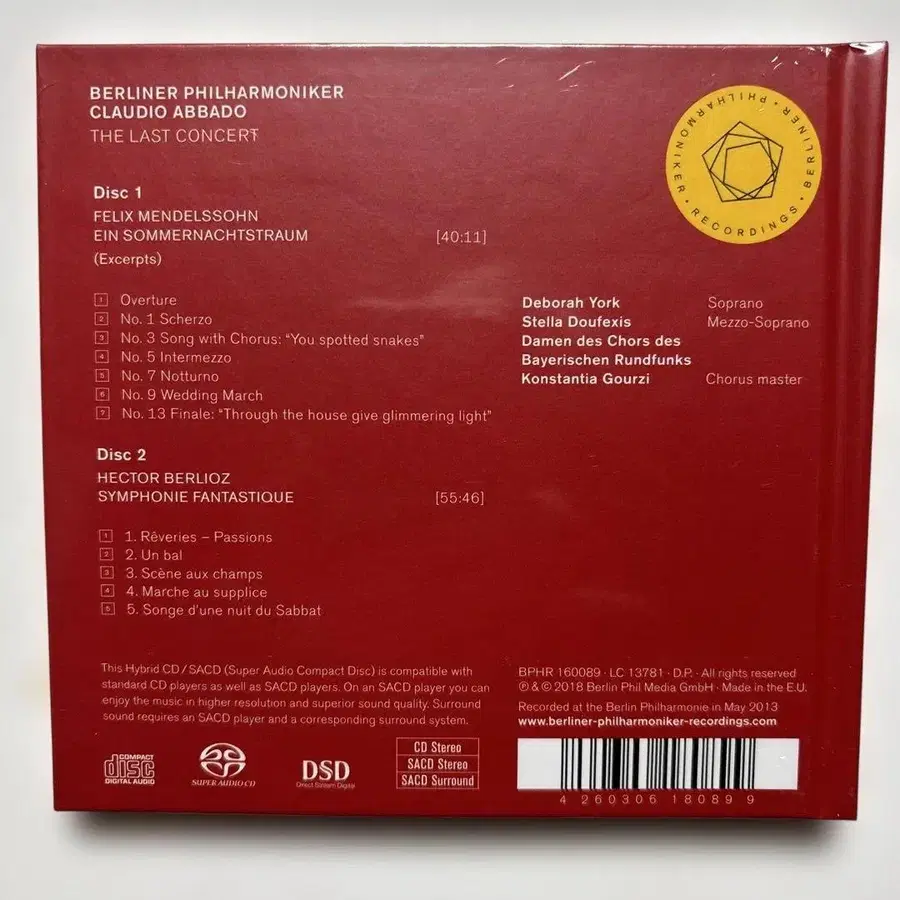 BERLINER PHILHARMONIKER
CLAUDIO ABBADO
THE LAST CONCERT
BERLINER · PHILHARMONIKER · RECORDINGS ·
Disc 1
FELIX MENDELSSOHN
EIN SOMMERNACHTSTRAUM [40:11]
(Excerpts)
1 Overture
2 No. 1 Scherzo
3 No. 3 Song with Chorus: “You spotted snakes”
4 No. 5 Intermezzo
5 No. 7 Notturno
6 No. 9 Wedding March
7 No. 13 Finale: “Through the house give glimmering light”
Deborah York Soprano
Stella Doufexis Mezzo-Soprano
Damen des Chors des
Bayerischen Rundfunks
Konstantia Gourzi Chorus master
Disc 2
HECTOR BERLIOZ
SYMPHONIE FANTASTIQUE [55:46]
1 1. Rêveries – Passions
2 2. Un bal
3 3. Scène aux champs
4 4. Marche au supplice
5 5. Songe d'une nuit du Sabbat
This Hybrid CD/SACD (Super Audio Compact Disc) is compatible with
standard CD players as well as SACD players. On an SACD player you can
enjoy the music in higher resolution and superior sound quality. Surround
sound requires an SACD player and a corresponding surround system.
BPHR 160089 · LC 13781 · D.P. · All rights reserved
℗ & © 2018 Berlin Phil Media GmbH · Made in the E.U.
Recorded at the Berlin Philharmonie in May 2013
www.berliner-philharmoniker-recordings.com
COMPACT
disc
DIGITAL AUDIO
SUPER AUDIO CD
DSD
Direct Stream Digital
CD Stereo
SACD Stereo
SACD Surround
4 260306 180899